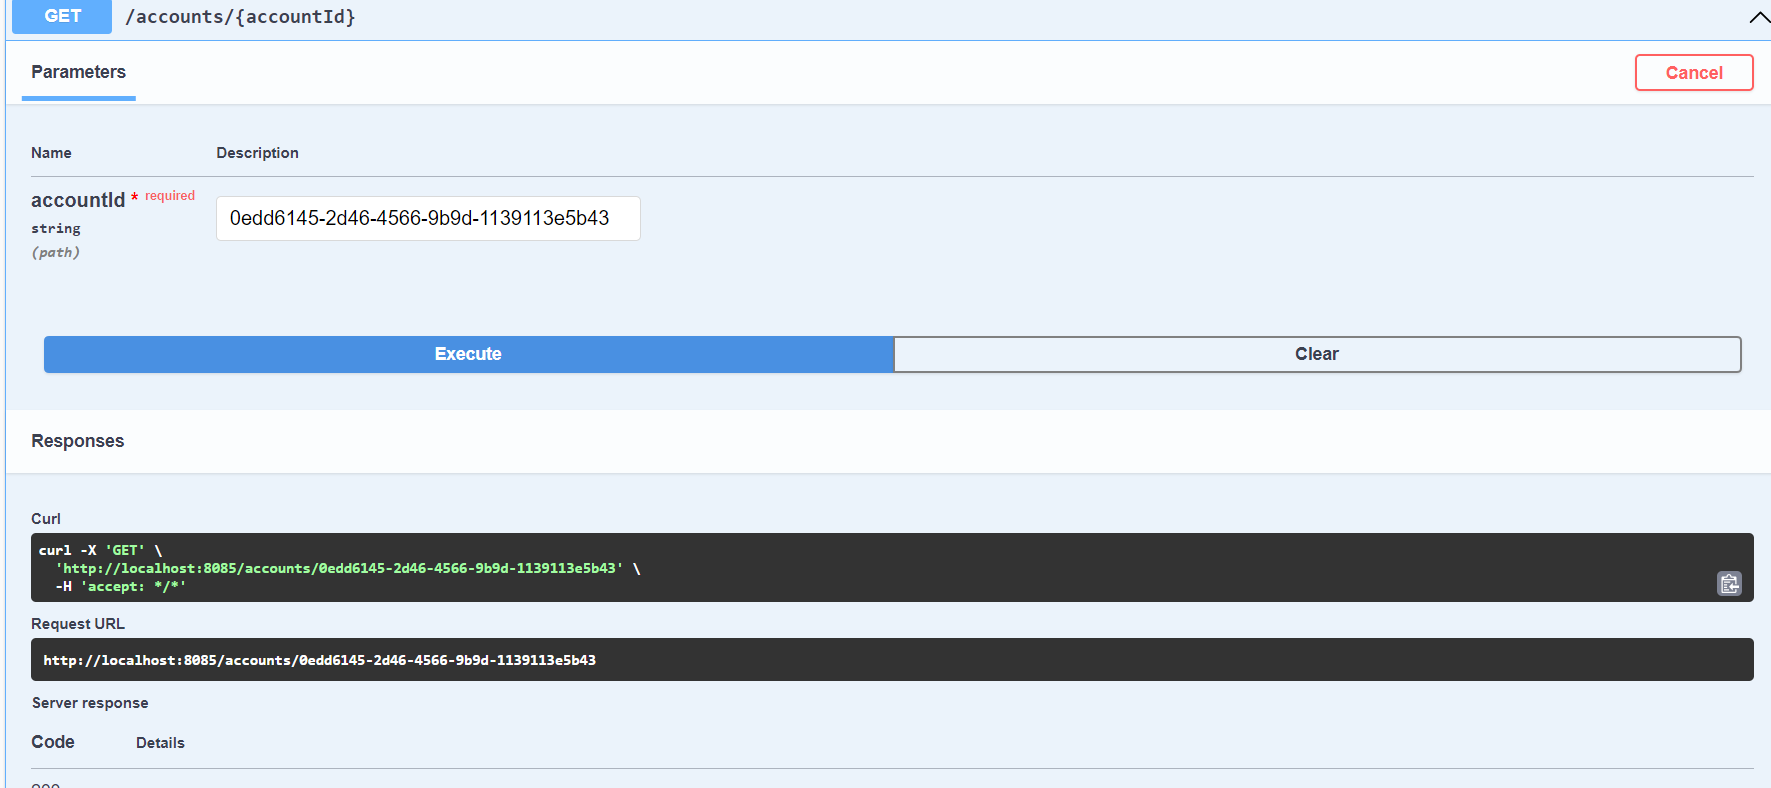 GET /accounts/{accountId}
Parameters
Cancel
Name Description
accountId * required
string
(path)
0edd6145-2d46-4566-9b9d-1139113e5b43
Execute Clear
Responses
Curl
curl -X 'GET' \
'http://localhost:8085/accounts/0edd6145-2d46-4566-9b9d-1139113e5b43' \
-H 'accept: */*'
Request URL
http://localhost:8085/accounts/0edd6145-2d46-4566-9b9d-1139113e5b43
Server response
Code Details